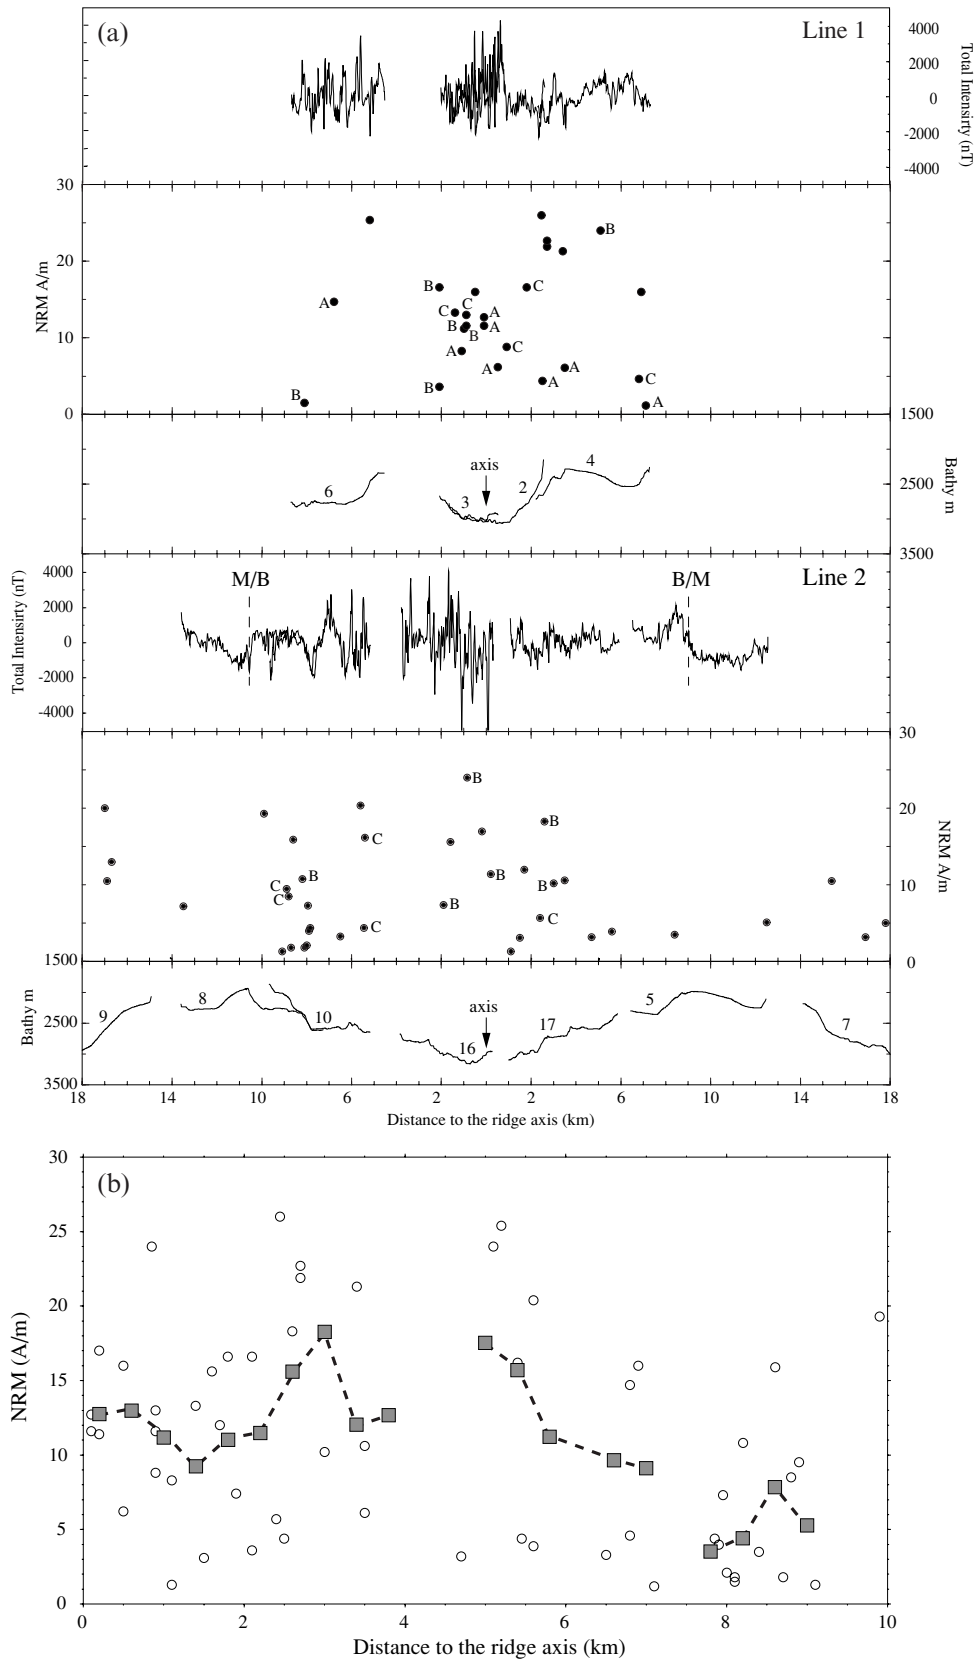 (a)
Line 1
4000
2000
0
-2000
-4000
Total Intensirty (nT)
30
20
10
0
NRM A/m
B
A
B
C
C
B
B
A
A
A
C
A
C
B
A
A
B
C
A
1500
2500
3500
Bathy m
6
3
axis
2
4
4000
2000
0
-2000
-4000
Total Intensirty (nT)
M/B
B/M
Line 2
30
20
10
0
NRM A/m
B
C
C
C
C
B
B
B
B
B
C
1500
2500
3500
Bathy m
9
8
10
16
axis
17
5
7
18 14 10 6 2 2 6 10 14 18
Distance to the ridge axis (km)
(b)
30
25
20
15
10
5
0
NRM (A/m)
0 2 4 6 8 10
Distance to the ridge axis (km)